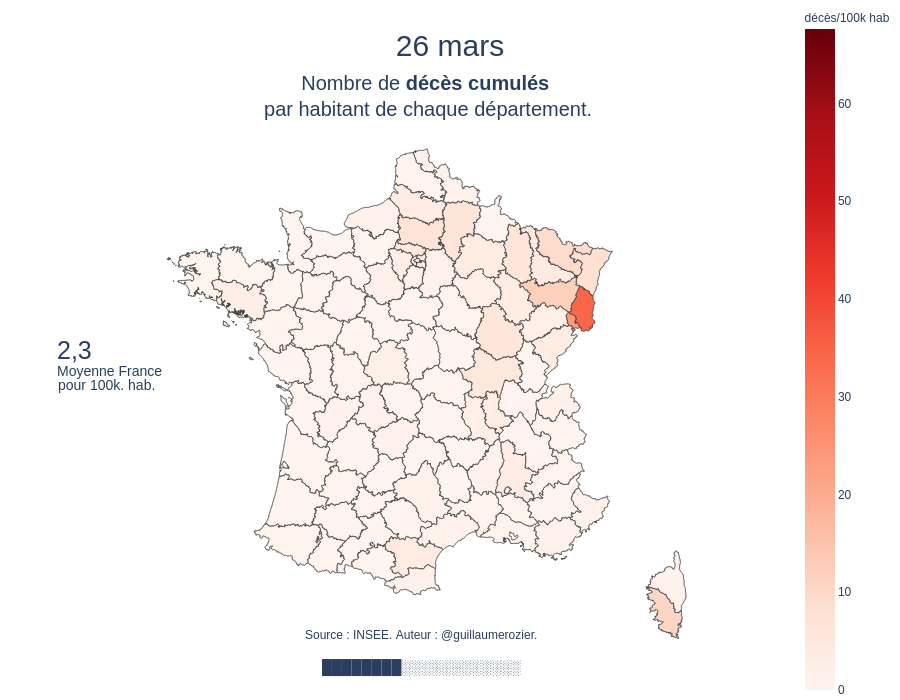 décès/100k hab
26 mars
Nombre de décès cumulés
par habitant de chaque département.
60
50
40
30
20
10
0
2,3
Moyenne France
pour 100k. hab.
Source : INSEE. Auteur : @guillaumerozier.